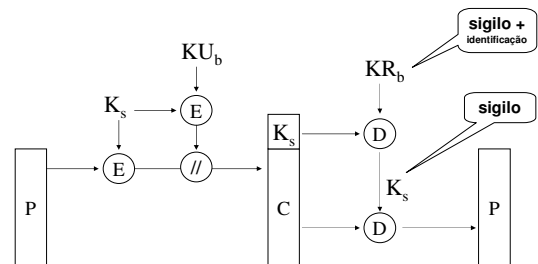 sigilo +
identificação
KU_b
KR_b
K_s
E
K_s
D
sigilo
P
E
//
C
K_s
D
P